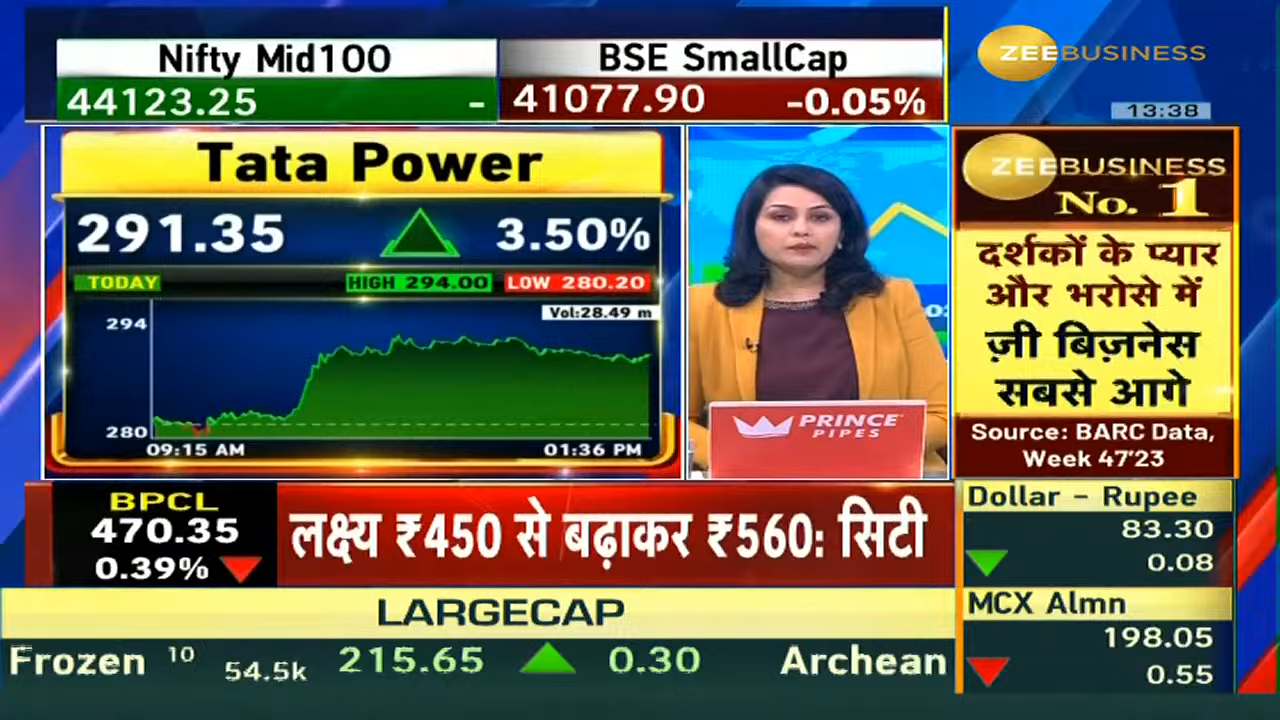 Nifty Mid100
44123.25 -
BSE SmallCap
41077.90 -0.05%
ZEEBUSINESS
13:38
Tata Power
291.35 3.50%
TODAY HIGH 294.00 LOW 280.20
Vol:28.49 m
294
280
09:15 AM 01:36 PM
PRINCE
PIPES
ZEEBUSINESS
No. 1
दर्शकों के प्यार
और भरोसे में
ज़ी बिज़नेस
सबसे आगे
Source: BARC Data,
Week 47'23
BPCL
470.35
0.39%
लक्ष्य ₹450 से बढ़ाकर ₹560: सिटी
Dollar - Rupee
83.30
0.08
MCX Almn
198.05
0.55
LARGECAP
Frozen 10 54.5k 215.65 0.30 Archean